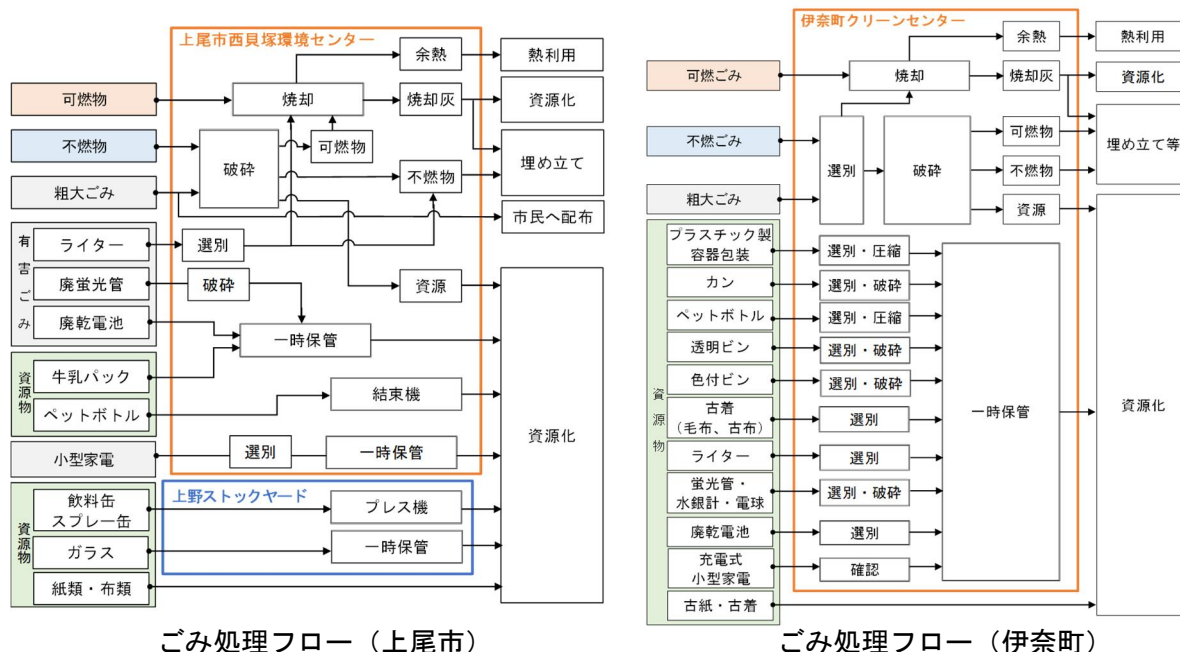 上尾市西貝塚環境センター
余熱
熱利用
可燃物
焼却
焼却灰
資源化
不燃物
破砕
可燃物
埋め立て
不燃物
粗大ごみ
市民へ配布
有害ごみ
ライター
選別
廃蛍光管
破砕
資源
廃乾電池
一時保管
資源物
牛乳パック
ペットボトル
結束機
資源化
小型家電
選別
一時保管
上野ストックヤード
資源物
飲料缶
スプレー缶
プレス機
ガラス
一時保管
紙類・布類
ごみ処理フロー（上尾市）
伊奈町クリーンセンター
余熱
熱利用
可燃ごみ
焼却
焼却灰
資源化
不燃ごみ
選別
破砕
可燃物
埋め立て等
不燃物
粗大ごみ
資源
資源物
プラスチック製
容器包装
選別・圧縮
カン
選別・破砕
ペットボトル
選別・圧縮
透明ビン
選別・破砕
色付ビン
選別・破砕
一時保管
資源化
古着
（毛布、古布）
選別
ライター
選別
蛍光管・
水銀計・電球
選別・破砕
廃乾電池
選別
充電式
小型家電
確認
古紙・古着
ごみ処理フロー（伊奈町）